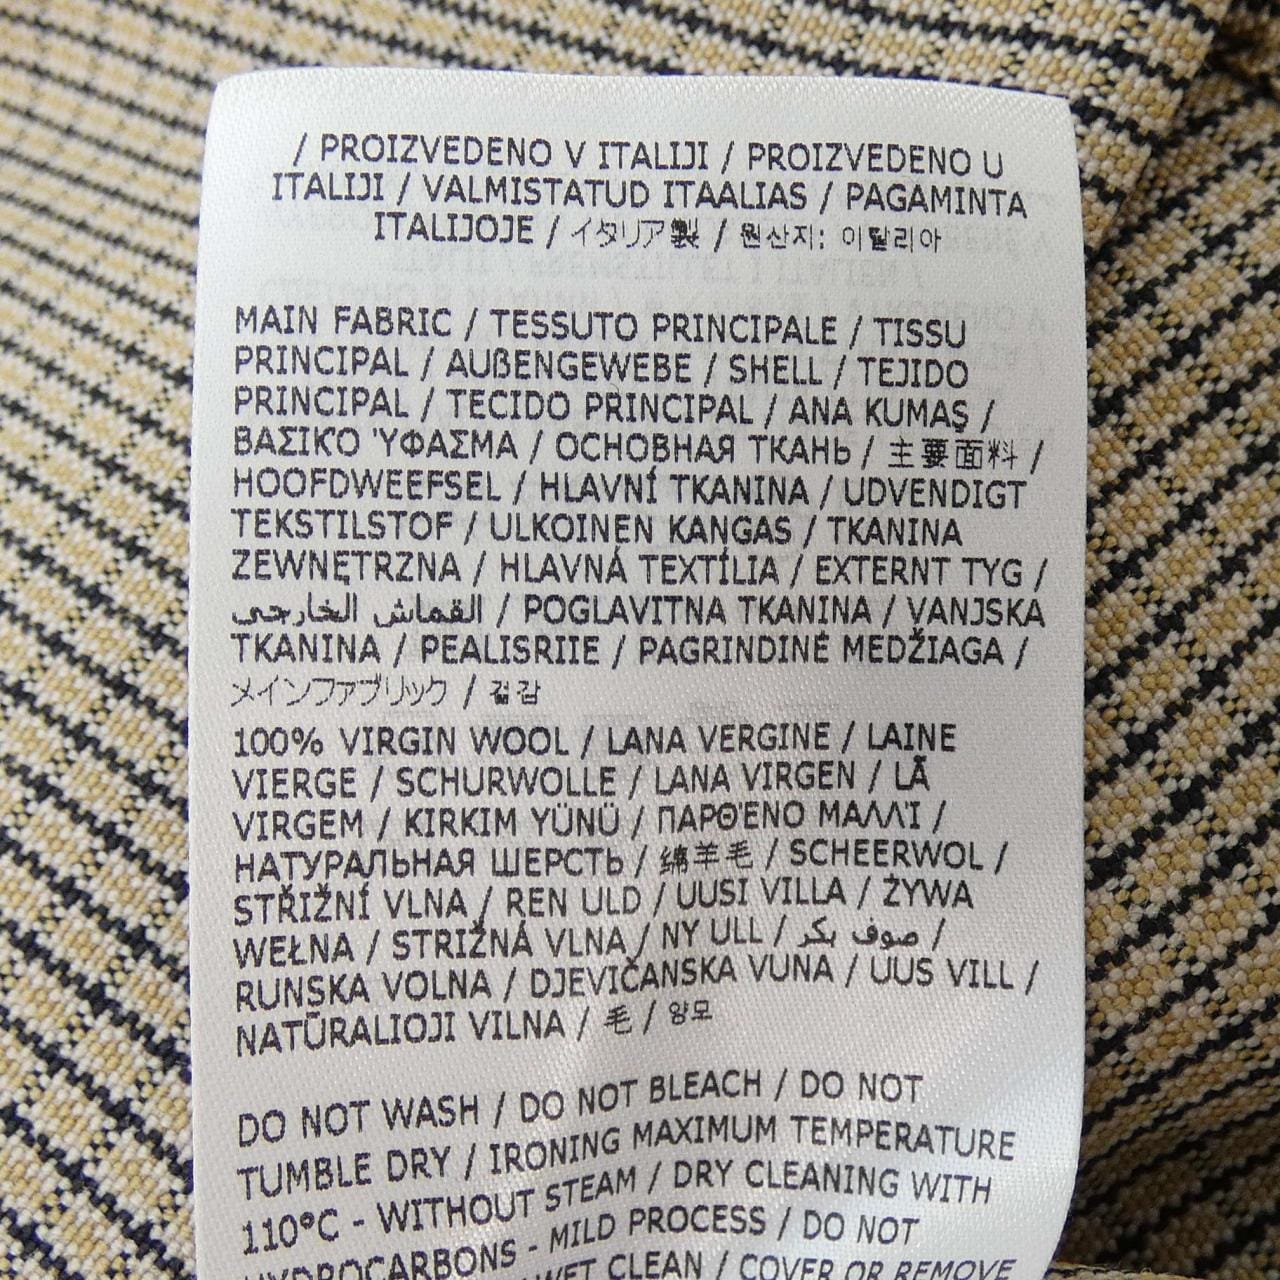 / PROIZVEDENO V ITALIJI / PROIZVEDENO U
ITALIJI / VALMISTATUD ITAALIAS / PAGAMINTA
ITALIJOJE / イタリア製 / 원산지: 이탈리아
MAIN FABRIC / TESSUTO PRINCIPALE / TISSU
PRINCIPAL / AUßENGEWEBE / SHELL / TEJIDO
PRINCIPAL / TECIDO PRINCIPAL / ANA KUMAŞ /
ΒΑΣΙΚΌ ΎΦΑΣΜΑ / ОСНОВНАЯ ТКАНЬ / 主要面料 /
HOOFDWEEFSEL / HLAVNÍ TKANINA / UDVENDIGT
TEKSTILSTOF / ULKOINEN KANGAS / TKANINA
ZEWNĘTRZNA / HLAVNÁ TEXTÍLIA / EXTERNT TYG /
القماش الخارجي / POGLAVITNA TKANINA / VANJSKA
TKANINA / PEALISRIIE / PAGRINDINĖ MEDŽIAGA /
メインファブリック / 겉감
100% VIRGIN WOOL / LANA VERGINE / LAINE
VIERGE / SCHURWOLLE / LANA VIRGEN / LÃ
VIRGEM / KIRKIM YÜNÜ / ΠΑΡΘΈΝΟ ΜΑΛΛΊ /
НАТУРАЛЬНАЯ ШЕРСТЬ / 绵羊毛 / SCHEERWOL /
STŘIŽNÍ VLNA / REN ULD / UUSI VILLA / ŻYWA
WEŁNA / STRIŽNÁ VLNA / NY ULL / صوف بكر /
RUNSKA VOLNA / DJEVIČANSKA VUNA / UUS VILL /
NATŪRALIOJI VILNA / 毛 / 양모
DO NOT WASH / DO NOT BLEACH / DO NOT
TUMBLE DRY / IRONING MAXIMUM TEMPERATURE
110°C - WITHOUT STEAM / DRY CLEANING WITH
HYDROCARBONS - MILD PROCESS / DO NOT
WET CLEAN / COVER OR REMOVE